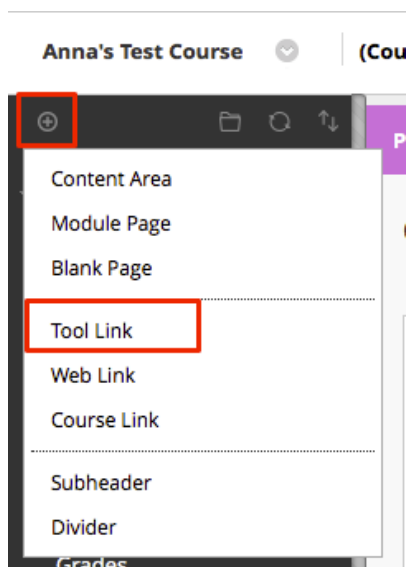 Anna's Test Course (Cou
P
Content Area
Module Page
Blank Page
Tool Link
Web Link
Course Link
Subheader
Divider
Grades